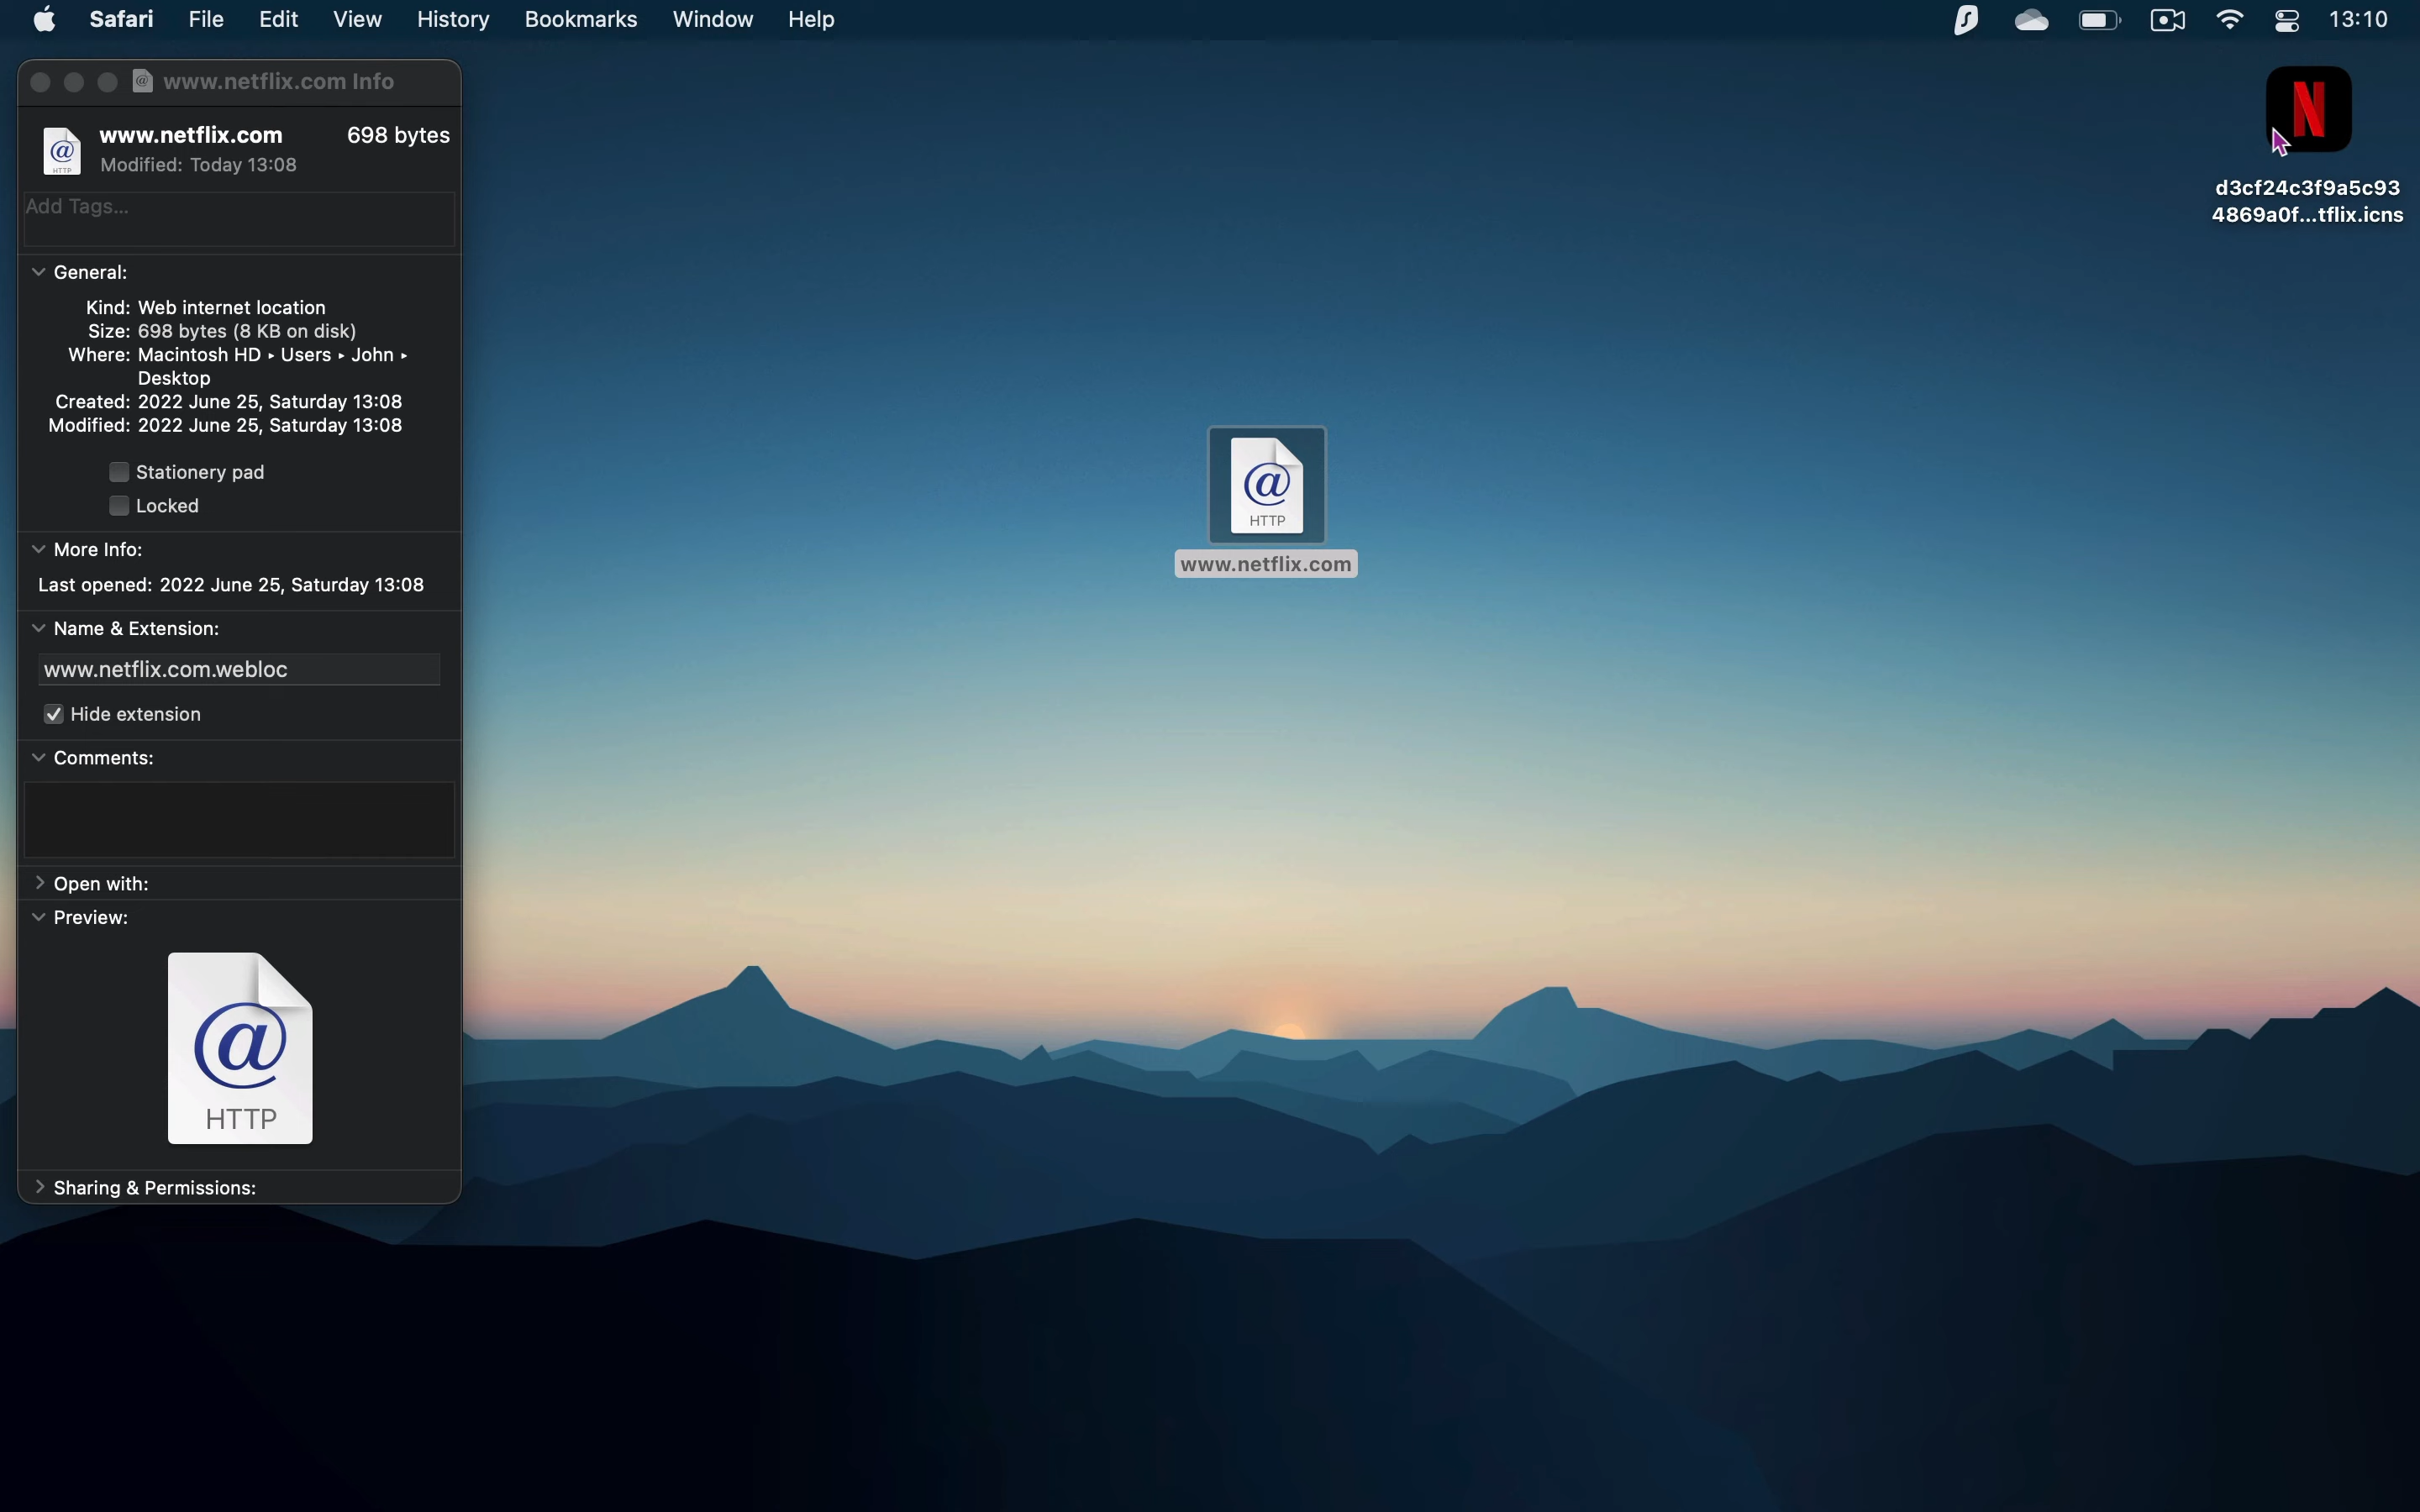 Safari File Edit View History Bookmarks Window Help 13:10
www.netflix.com Info
www.netflix.com 698 bytes
Modified: Today 13:08
HTTP
Add Tags...
General:
Kind: Web internet location
Size: 698 bytes (8 KB on disk)
Where: Macintosh HD ▸ Users ▸ John ▸
Desktop
Created: 2022 June 25, Saturday 13:08
Modified: 2022 June 25, Saturday 13:08
Stationery pad
Locked
More Info:
Last opened: 2022 June 25, Saturday 13:08
Name & Extension:
www.netflix.com.webloc
Hide extension
Comments:
Open with:
Preview:
@
HTTP
Sharing & Permissions:
@
HTTP
www.netflix.com
N
d3cf24c3f9a5c93
4869a0f...tflix.icns